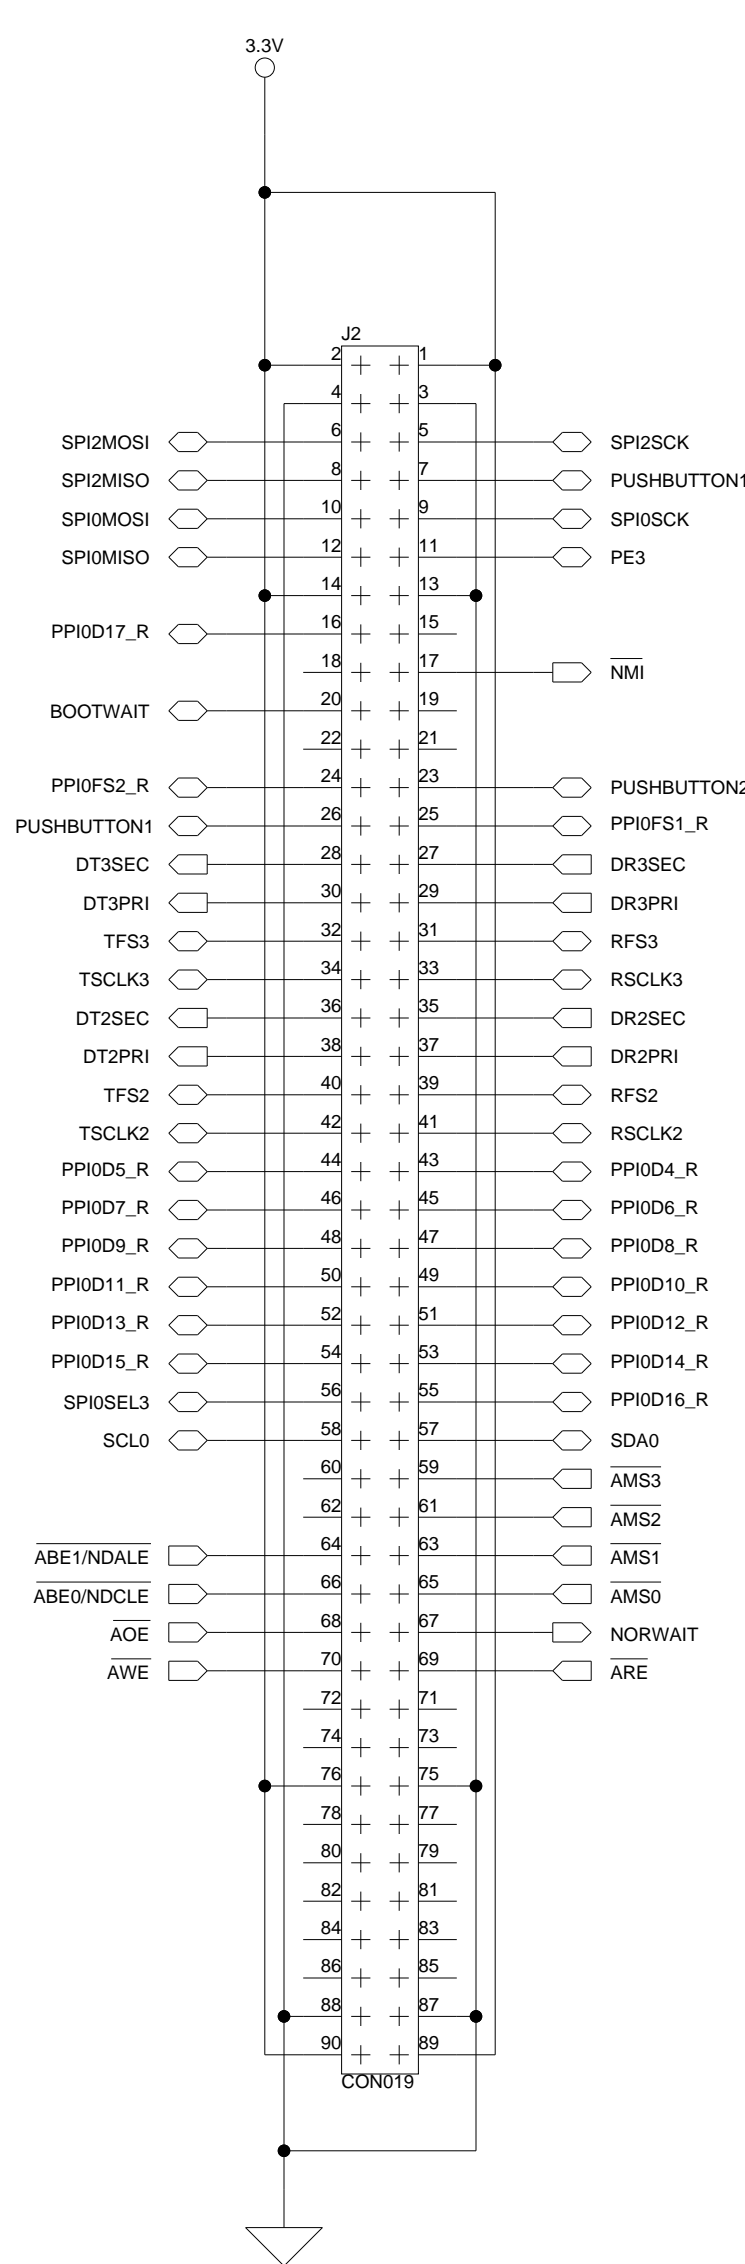 3.3V
J2
2 1
4 3
SPI2MOSI 6 5 SPI2SCK
SPI2MISO 8 7 PUSHBUTTON1
SPI0MOSI 10 9 SPI0SCK
SPI0MISO 12 11 PE3
14 13
PPI0D17_R 16 15
18 17 NMI
BOOTWAIT 20 19
22 21
PPI0FS2_R 24 23 PUSHBUTTON2
PUSHBUTTON1 26 25 PPI0FS1_R
DT3SEC 28 27 DR3SEC
DT3PRI 30 29 DR3PRI
TFS3 32 31 RFS3
TSCLK3 34 33 RSCLK3
DT2SEC 36 35 DR2SEC
DT2PRI 38 37 DR2PRI
TFS2 40 39 RFS2
TSCLK2 42 41 RSCLK2
PPI0D5_R 44 43 PPI0D4_R
PPI0D7_R 46 45 PPI0D6_R
PPI0D9_R 48 47 PPI0D8_R
PPI0D11_R 50 49 PPI0D10_R
PPI0D13_R 52 51 PPI0D12_R
PPI0D15_R 54 53 PPI0D14_R
SPI0SEL3 56 55 PPI0D16_R
SCL0 58 57 SDA0
60 59 AMS3
62 61 AMS2
ABE1/NDALE 64 63 AMS1
ABE0/NDCLE 66 65 AMS0
AOE 68 67 NORWAIT
AWE 70 69 ARE
72 71
74 73
76 75
78 77
80 79
82 81
84 83
86 85
88 87
90 89
CON019